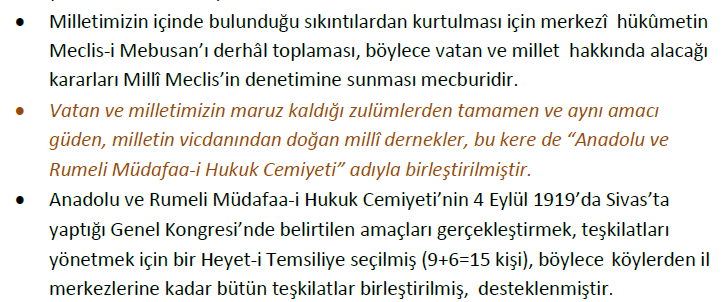 • Milletimizin içinde bulunduğu sıkıntılardan kurtulması için merkezî hükûmetin
Meclis-i Mebusan’ı derhâl toplaması, böylece vatan ve millet hakkında alacağı
kararları Millî Meclis’in denetimine sunması mecburidir.
• Vatan ve milletimizin maruz kaldığı zulümlerden tamamen ve aynı amacı
güden, milletin vicdanından doğan millî dernekler, bu kere de “Anadolu ve
Rumeli Müdafaa-i Hukuk Cemiyeti” adıyla birleştirilmiştir.
• Anadolu ve Rumeli Müdafaa-i Hukuk Cemiyeti’nin 4 Eylül 1919’da Sivas’ta
yaptığı Genel Kongresi’nde belirtilen amaçları gerçekleştirmek, teşkilatları
yönetmek için bir Heyet-i Temsiliye seçilmiş (9+6=15 kişi), böylece köylerden il
merkezlerine kadar bütün teşkilatlar birleştirilmiş, desteklenmiştir.